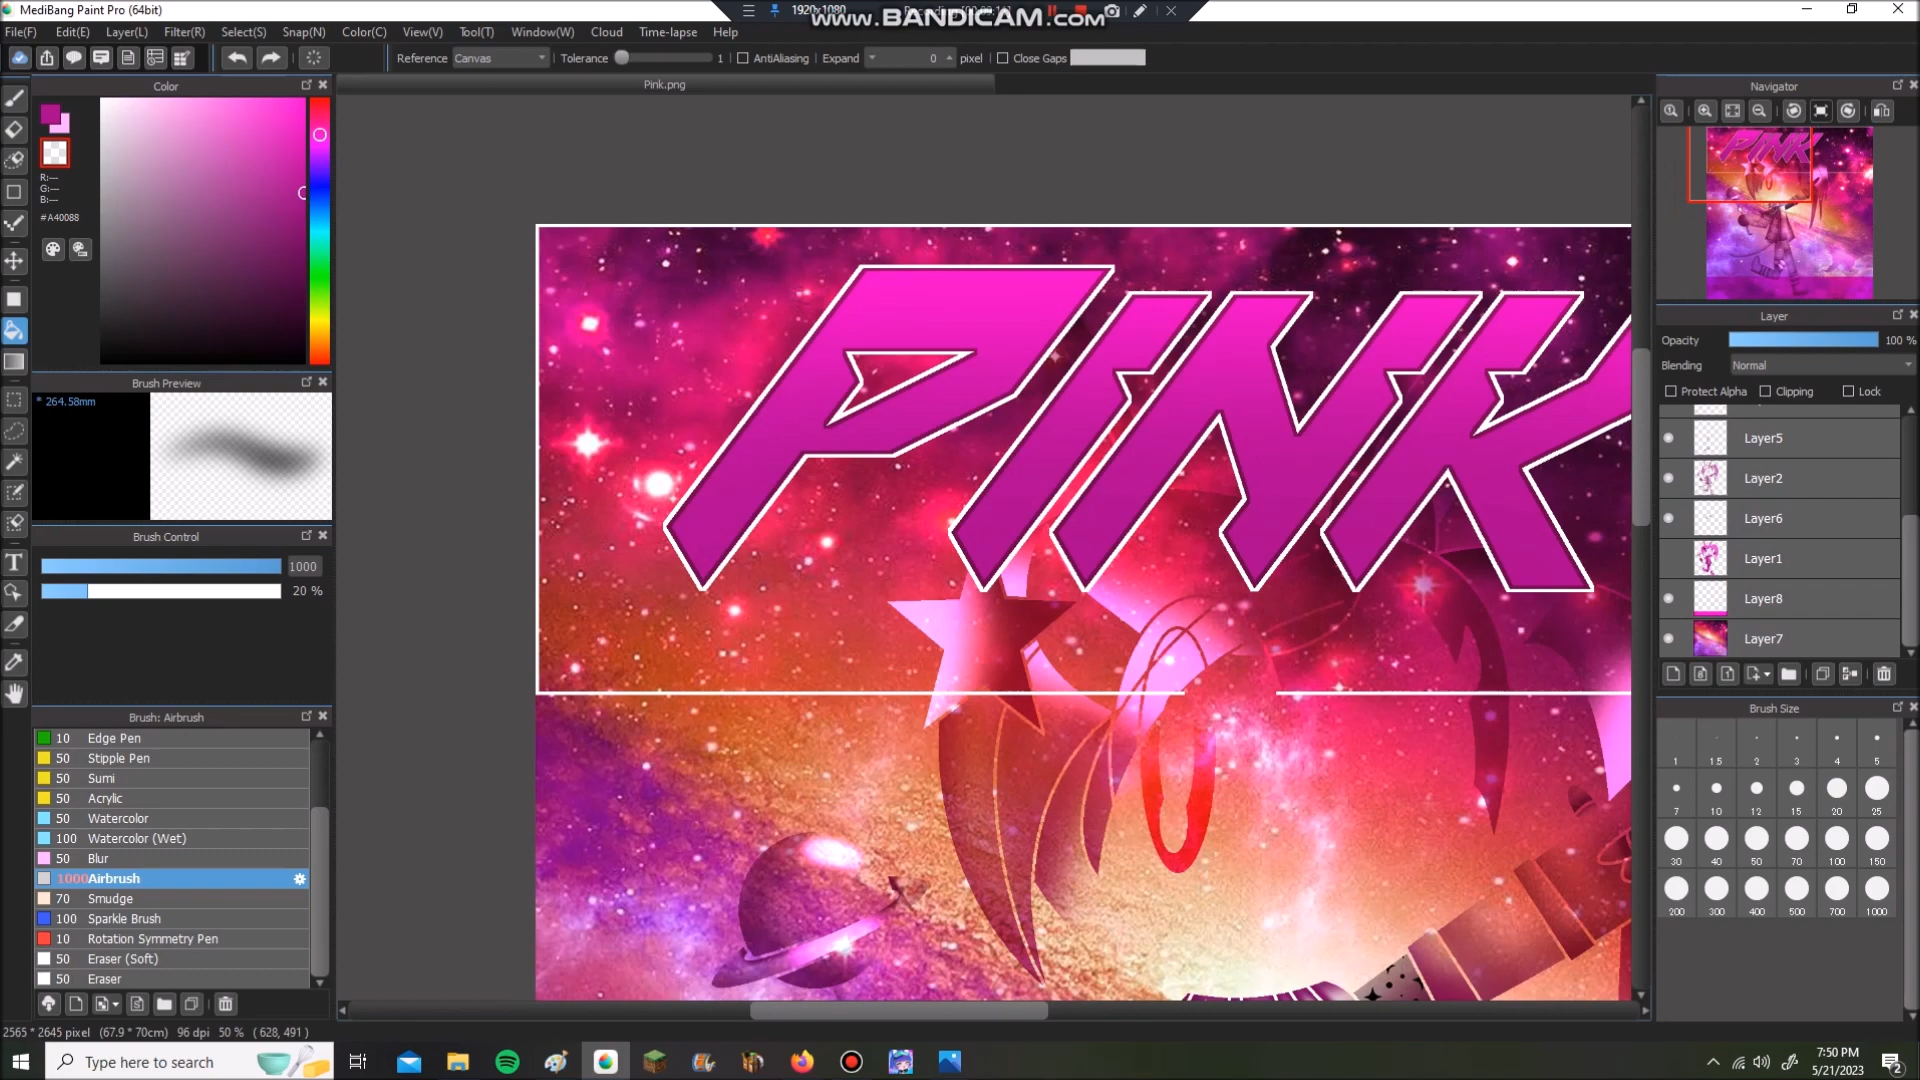 MediBang Paint Pro (64bit)
1920x1080
www.BANDICAM.com
File(F) Edit(E) Layer(L) Filter(R) Select(S) Snap(N) Color(C) View(V) Tool(T) Window(W) Cloud Time-lapse Help
Reference Canvas Tolerance 1 AntiAliasing Expand 0 pixel Close Gaps
Color
Pink.png
Navigator
R:---
G:---
B:---
#A40088
PINK
PINK
Layer
Opacity 100 %
Blending Normal
Protect Alpha Clipping Lock
Brush Preview
* 264.58mm
Layer5
Layer2
Layer6
Layer1
Layer8
Layer7
Brush Control
1000
20 %
Brush: Airbrush
10 Edge Pen
50 Stipple Pen
50 Sumi
50 Acrylic
50 Watercolor
100 Watercolor (Wet)
50 Blur
1000 Airbrush
70 Smudge
100 Sparkle Brush
10 Rotation Symmetry Pen
50 Eraser (Soft)
50 Eraser
Brush Size
1 1.5 2 3 4 5
7 10 12 15 20 25
30 40 50 70 100 150
200 300 400 500 700 1000
2565 * 2645 pixel (67.9 * 70cm) 96 dpi 50 % ( 628, 491 )
Type here to search
7:50 PM
5/21/2023
2